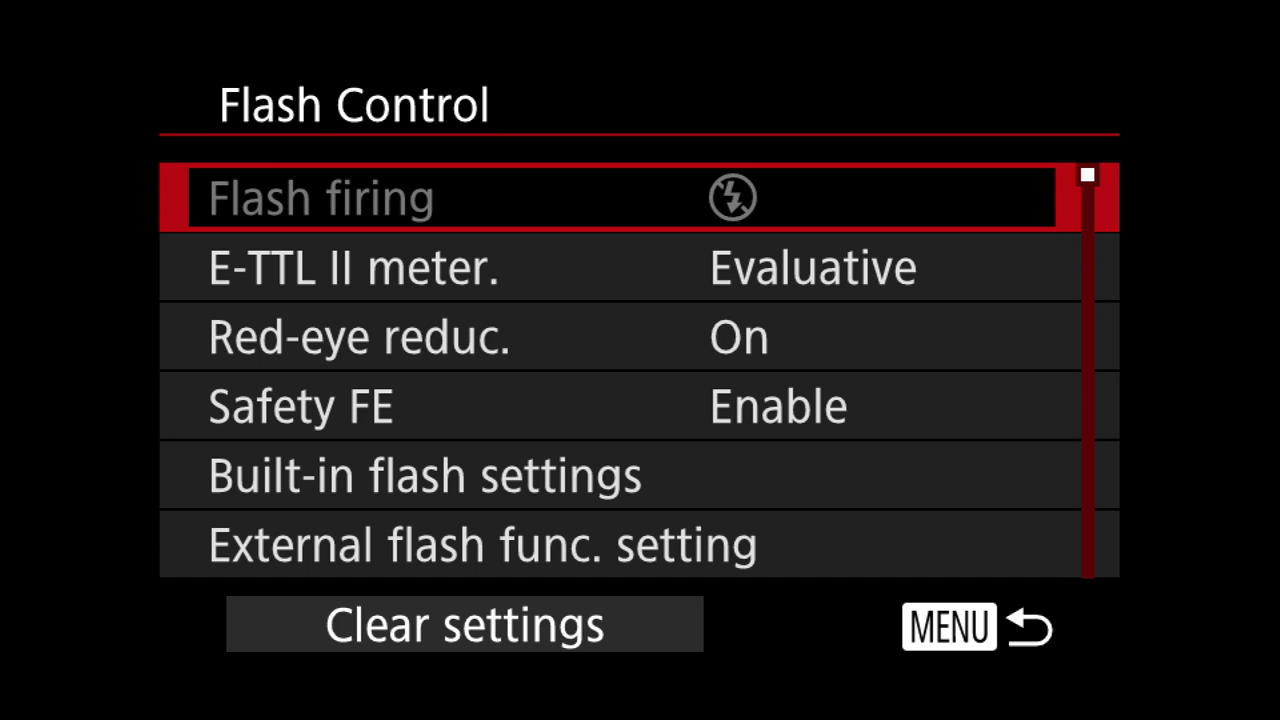 Flash Control
Flash firing
E-TTL II meter. Evaluative
Red-eye reduc. On
Safety FE Enable
Built-in flash settings
External flash func. setting
Clear settings MENU